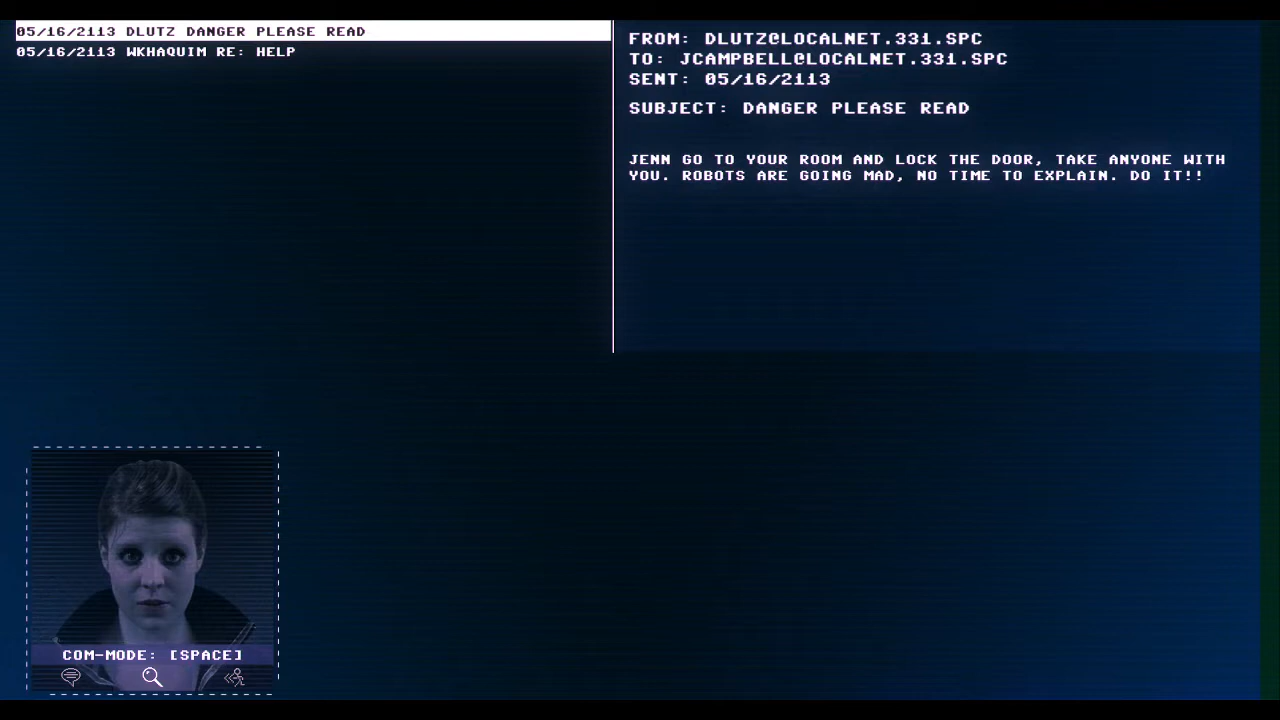 05/16/2113 DLUTZ DANGER PLEASE READ
05/16/2113 WKHAQUIM RE: HELP
FROM: DLUTZ@LOCALNET.331.SPC
TO: JCAMPBELL@LOCALNET.331.SPC
SENT: 05/16/2113
SUBJECT: DANGER PLEASE READ
JENN GO TO YOUR ROOM AND LOCK THE DOOR, TAKE ANYONE WITH
YOU. ROBOTS ARE GOING MAD, NO TIME TO EXPLAIN. DO IT!!
COM-MODE: [SPACE]